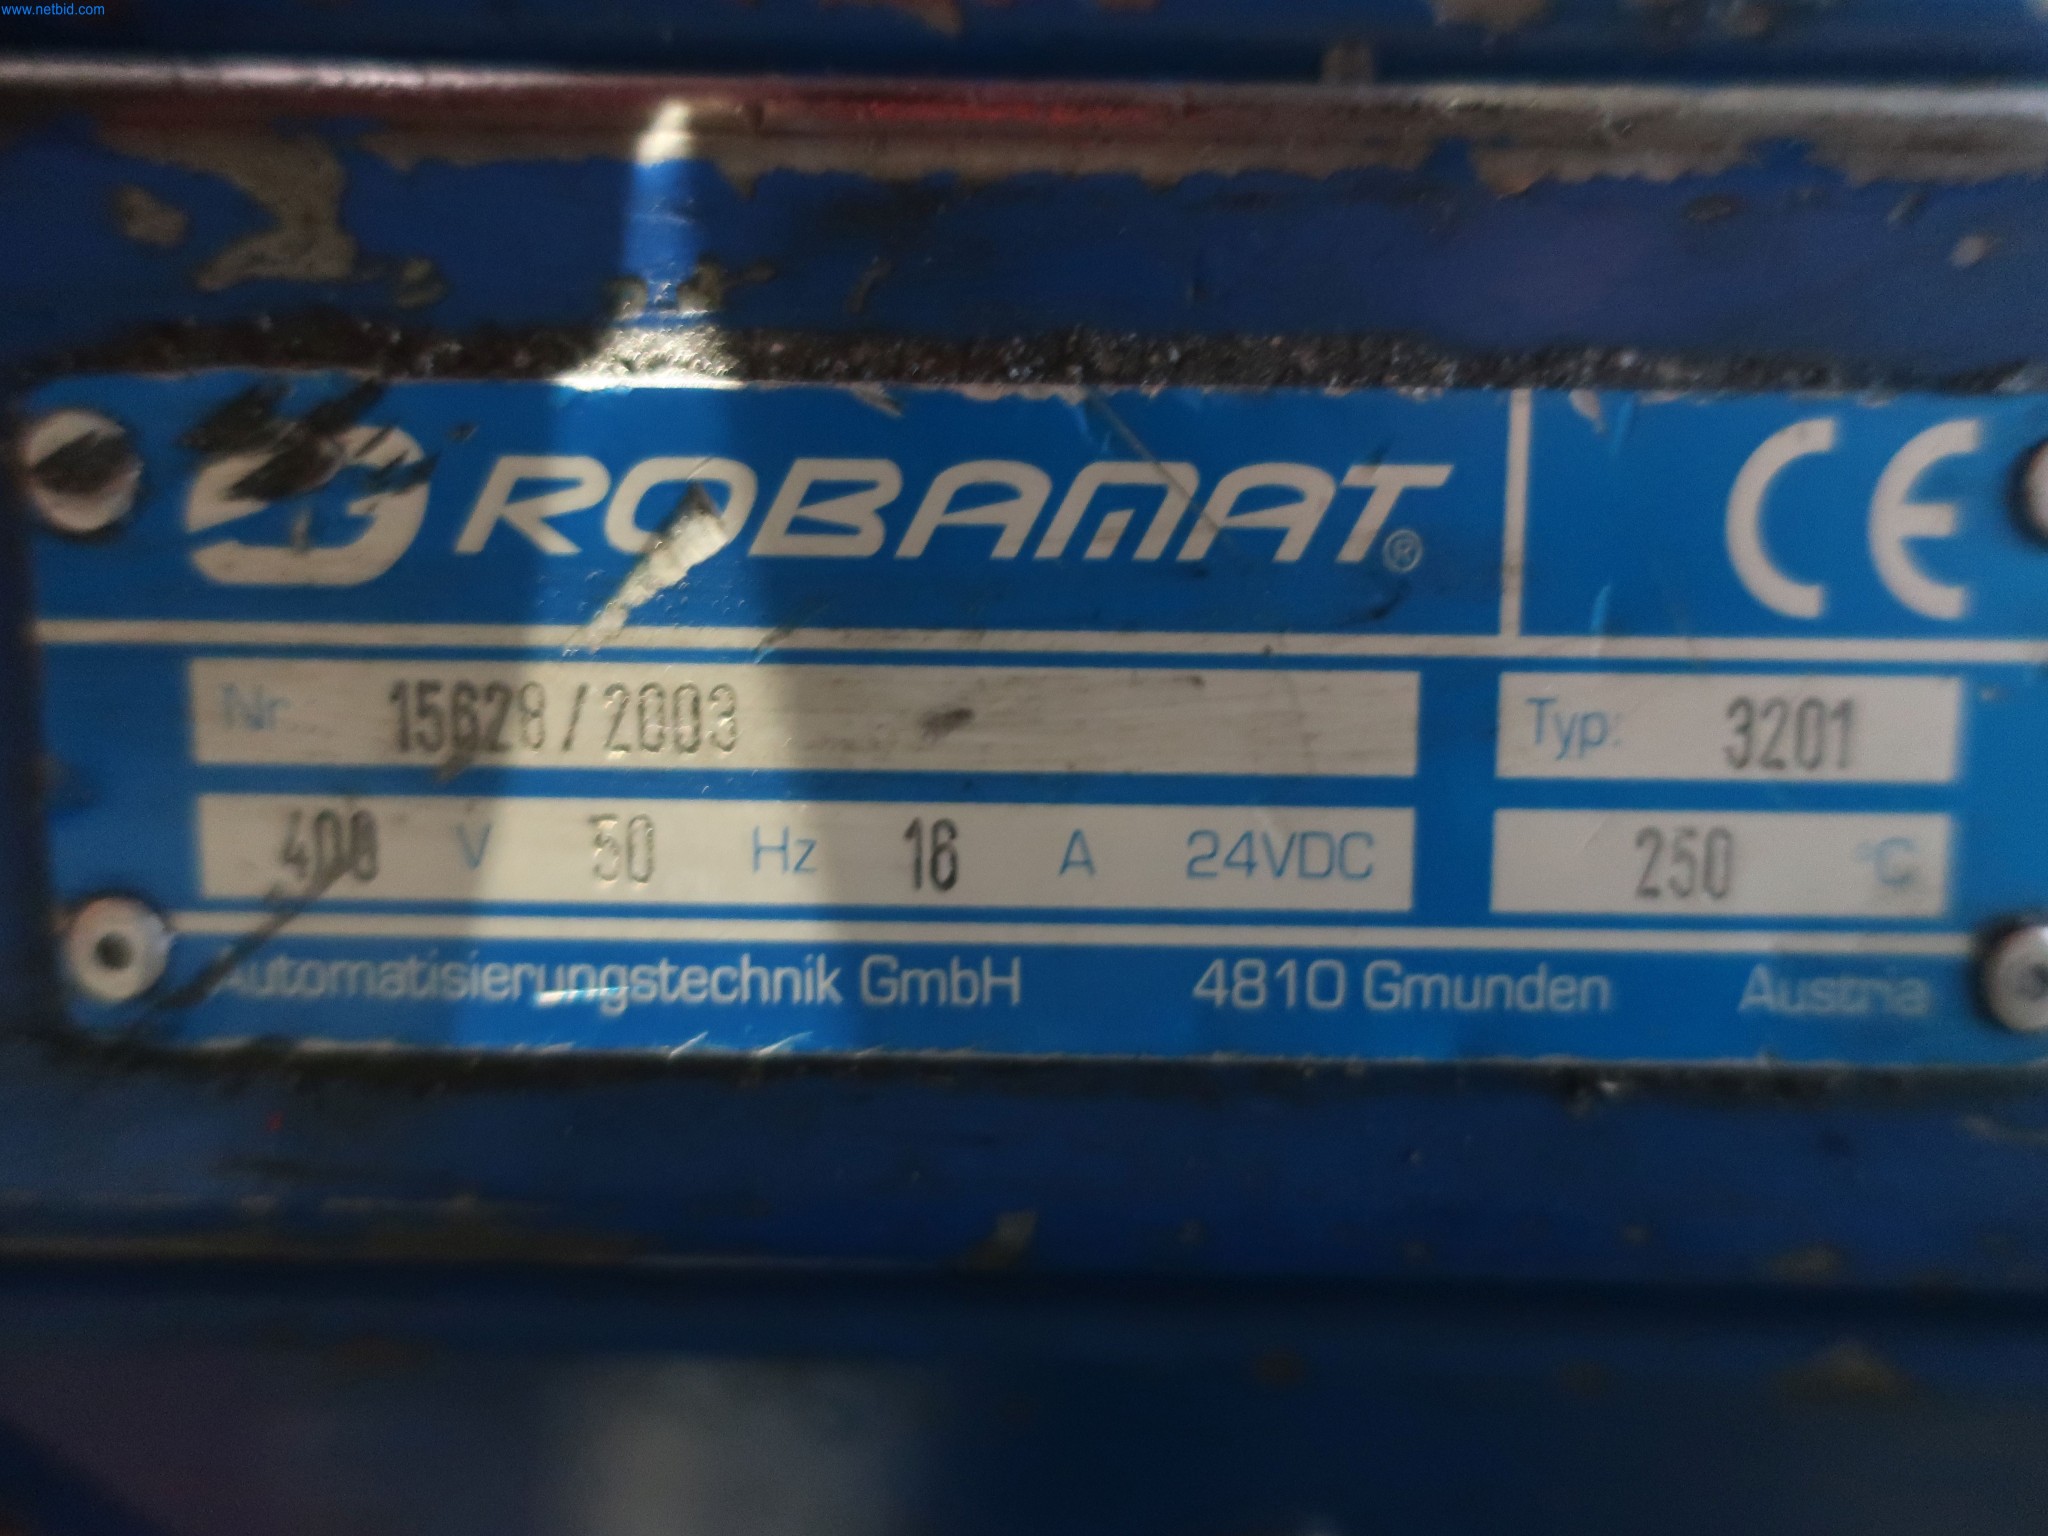 www.netbid.com
ROBAMAT® CE
Nr 15628/2003 Typ: 3201
400 V 50 Hz 16 A 24VDC 250 °C
Automatisierungstechnik GmbH 4810 Gmunden Austria